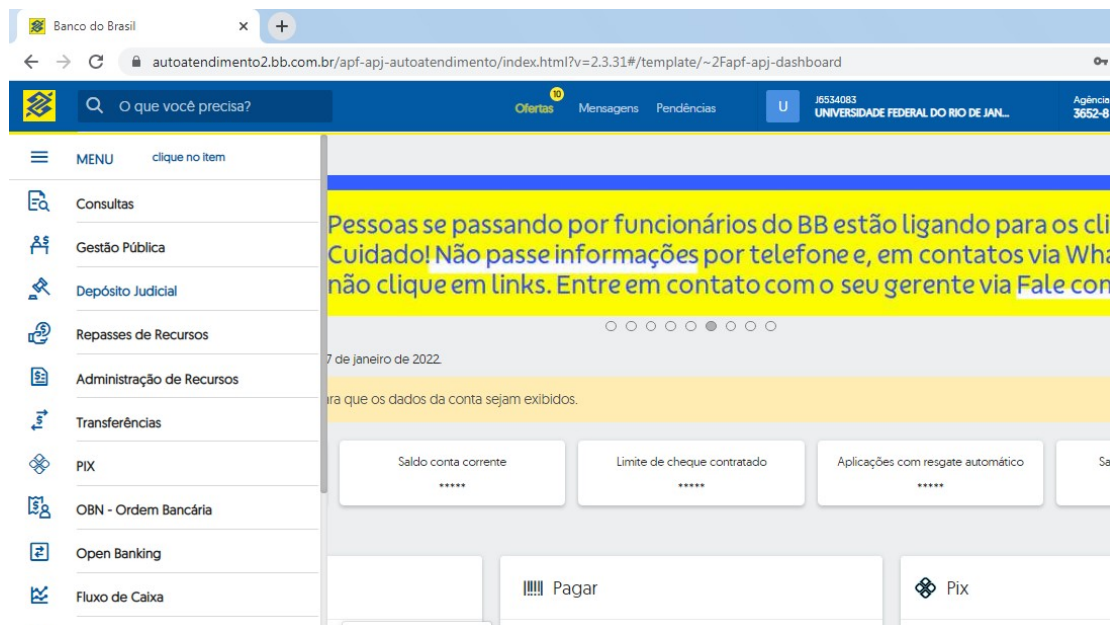 Banco do Brasil
autoatendimento2.bb.com.br/apf-apj-autoatendimento/index.html?v=2.3.31#/template/~2Fapf-apj-dashboard
O que você precisa?
Ofertas
10
Mensagens
Pendências
U
J6534083
UNIVERSIDADE FEDERAL DO RIO DE JAN...
Agência
3652-8
MENU
clique no item
Consultas
Gestão Pública
Depósito Judicial
Repasses de Recursos
Administração de Recursos
Transferências
PIX
OBN - Ordem Bancária
Open Banking
Fluxo de Caixa
Pessoas se passando por funcionários do BB estão ligando para os cli
Cuidado! Não passe informações por telefone e, em contatos via Wha
não clique em links. Entre em contato com o seu gerente via Fale con
7 de janeiro de 2022.
ra que os dados da conta sejam exibidos.
Saldo conta corrente
*****
Limite de cheque contratado
*****
Aplicações com resgate automático
*****
Sa
Pagar
Pix